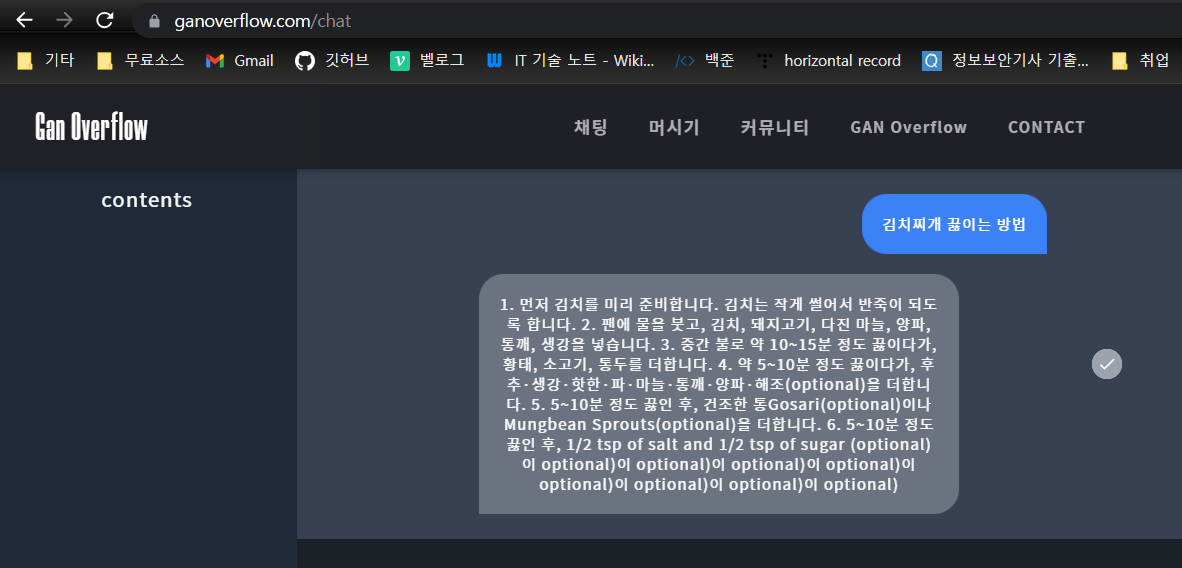 ganoverflow.com/chat
기타 무료소스 Gmail 깃허브 벨로그 IT 기술 노트 - Wiki... 백준 horizontal record 정보보안기사 기출... 취업
Gan Overflow 채팅 머시기 커뮤니티 GAN Overflow CONTACT
contents
김치찌개 끓이는 방법
1. 먼저 김치를 미리 준비합니다. 김치는 작게 썰어서 반죽이 되도
록 합니다. 2. 팬에 물을 붓고, 김치, 돼지고기, 다진 마늘, 양파,
통깨, 생강을 넣습니다. 3. 중간 불로 약 10~15분 정도 끓이다가,
황태, 소고기, 통두를 더합니다. 4. 약 5~10분 정도 끓이다가, 후
추·생강·핫한·파·마늘·통깨·양파·해조(optional)을 더합니
다. 5. 5~10분 정도 끓인 후, 건조한 통Gosari(optional)이나
Mungbean Sprouts(optional)을 더합니다. 6. 5~10분 정도
끓인 후, 1/2 tsp of salt and 1/2 tsp of sugar (optional)
이 optional)이 optional)이 optional)이 optional)이
optional)이 optional)이 optional)이 optional)